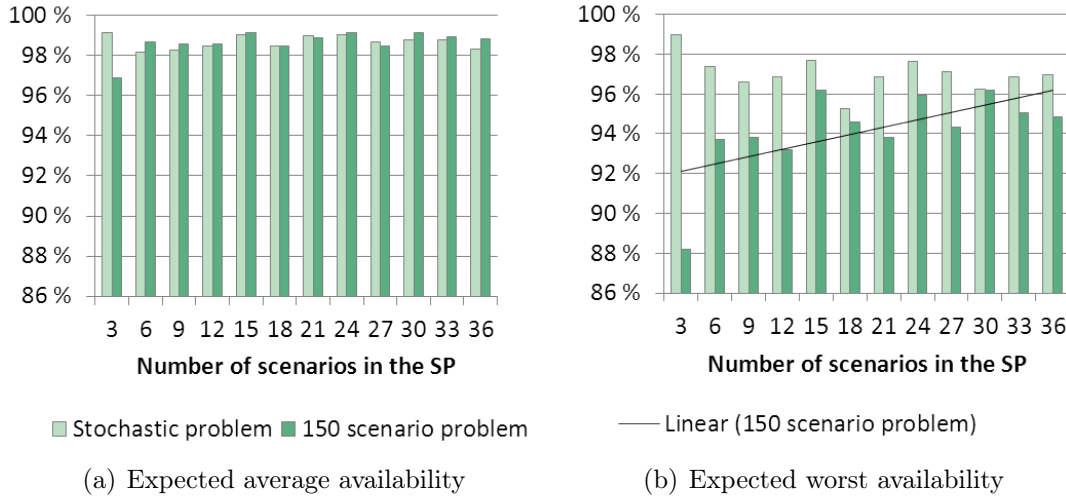 100 %
98 %
96 %
94 %
92 %
90 %
88 %
86 %
3 6 9 12 15 18 21 24 27 30 33 36
Number of scenarios in the SP
100 %
98 %
96 %
94 %
92 %
90 %
88 %
86 %
3 6 9 12 15 18 21 24 27 30 33 36
Number of scenarios in the SP
Stochastic problem
150 scenario problem
Linear (150 scenario problem)
(a) Expected average availability
(b) Expected worst availability